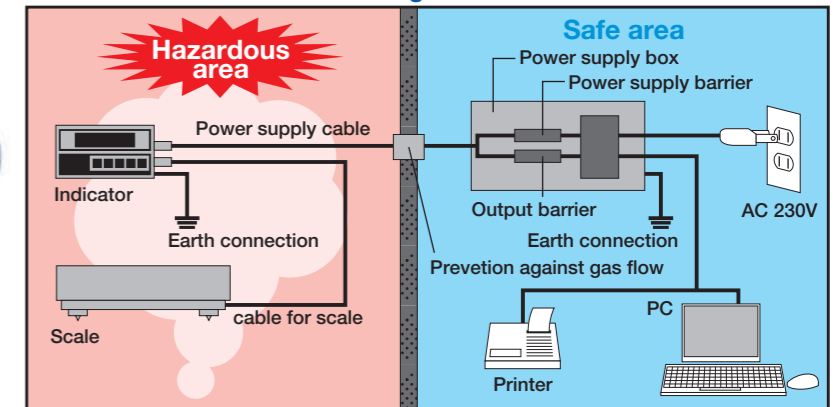 Hazardous
area
Safe area
Power supply box
Power supply barrier
Power supply cable
Indicator
Earth connection
Output barrier
AC 230V
Earth connection
Prevetion against gas flow
cable for scale
Scale
PC
Printer